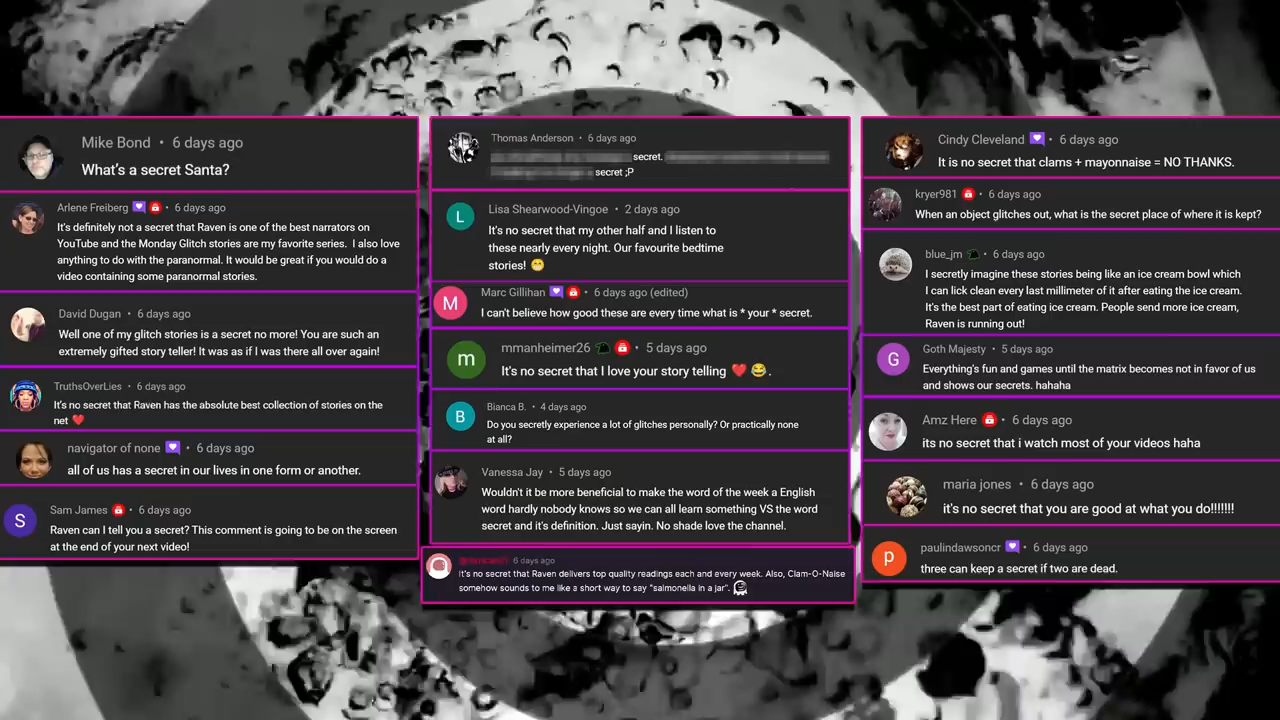 Mike Bond • 6 days ago
What's a secret Santa?
Arlene Freiberg • 6 days ago
It's definitely not a secret that Raven is one of the best narrators on
YouTube and the Monday Glitch stories are my favorite series. I also love
anything to do with the paranormal. It would be great if you would do a
video containing some paranormal stories.
David Dugan • 6 days ago
Well one of my glitch stories is a secret no more! You are such an
extremely gifted story teller! It was as if I was there all over again!
TruthsOverLies • 6 days ago
It's no secret that Raven has the absolute best collection of stories on the
net ❤️
navigator of none • 6 days ago
all of us has a secret in our lives in one form or another.
S
Sam James • 6 days ago
Raven can I tell you a secret? This comment is going to be on the screen
at the end of your next video!
Thomas Anderson • 6 days ago
secret.
secret ;P
L
Lisa Shearwood-Vingoe • 2 days ago
It's no secret that my other half and I listen to
these nearly every night. Our favourite bedtime
stories! 😁
M
Marc Gillihan • 6 days ago (edited)
I can't believe how good these are every time what is * your * secret.
m
mmanheimer26 • 5 days ago
It's no secret that I love your story telling ❤️ 😂 .
B
Bianca B. • 4 days ago
Do you secretly experience a lot of glitches personally? Or practically none
at all?
Vanessa Jay • 5 days ago
Wouldn't it be more beneficial to make the word of the week a English
word hardly nobody knows so we can all learn something VS the word
secret and it's definition. Just sayin. No shade love the channel.
6 days ago
It's no secret that Raven delivers top quality readings each and every week. Also, Clam-O-Naise
somehow sounds to me like a short way to say "salmonella in a jar".
Cindy Cleveland • 6 days ago
It is no secret that clams + mayonnaise = NO THANKS.
kryer981 • 6 days ago
When an object glitches out, what is the secret place of where it is kept?
blue_jm • 6 days ago
I secretly imagine these stories being like an ice cream bowl which
I can lick clean every last millimeter of it after eating the ice cream.
It's the best part of eating ice cream. People send more ice cream,
Raven is running out!
G
Goth Majesty • 5 days ago
Everything's fun and games until the matrix becomes not in favor of us
and shows our secrets. hahaha
Amz Here • 6 days ago
its no secret that i watch most of your videos haha
maria jones • 6 days ago
it's no secret that you are good at what you do!!!!!!!
p
paulindawsoncr • 6 days ago
three can keep a secret if two are dead.